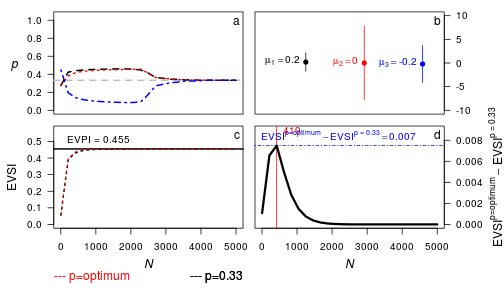 a
p
1.0
0.8
0.6
0.4
0.2
0.0
b
μ1 = 0.2
μ2=0
μ3= -0.2
10
5
0
-5
-10
c
EVPI = 0.455
EVSI
0.5
0.4
0.3
0.2
0.1
0.0
0 1000 2000 3000 4000 5000
N
d
410
EVSIp=optimum − EVSIp = 0.33 =0.007
0.008
0.006
0.004
0.002
0.000
EVSIp=optimum − EVSIp = 0.33
0 1000 2000 3000 4000 5000
N
--- p=optimum
--- p=0.33